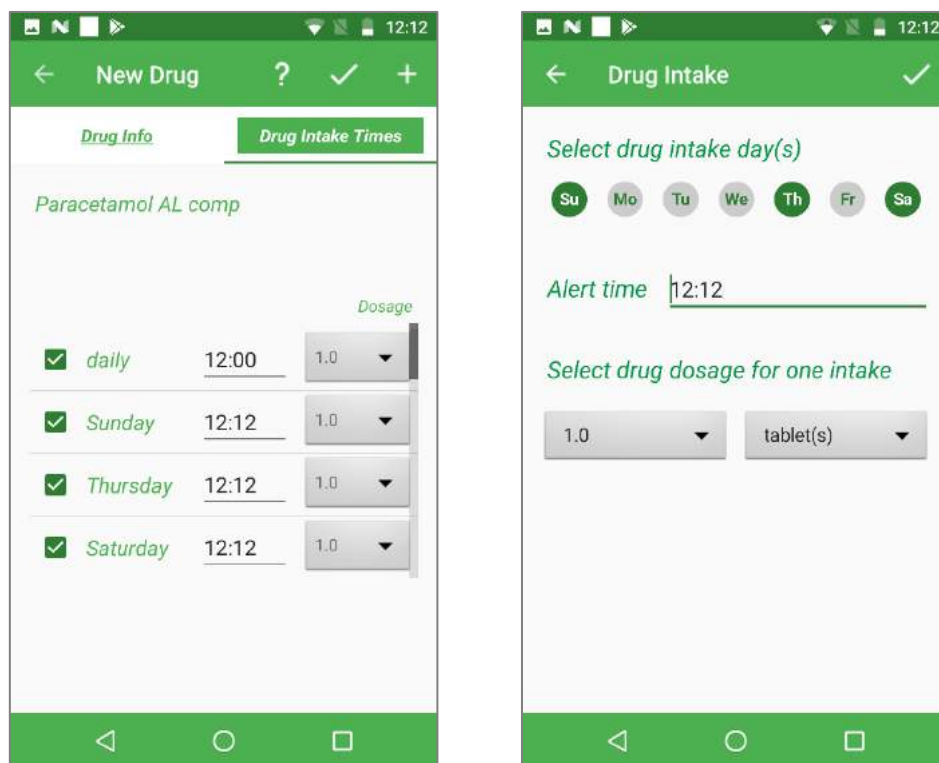 12:12
New Drug ?
Drug Info Drug Intake Times
Paracetamol AL comp
Dosage
daily 12:00 1.0
Sunday 12:12 1.0
Thursday 12:12 1.0
Saturday 12:12 1.0
12:12
Drug Intake
Select drug intake day(s)
Su Mo Tu We Th Fr Sa
Alert time 12:12
Select drug dosage for one intake
1.0 tablet(s)